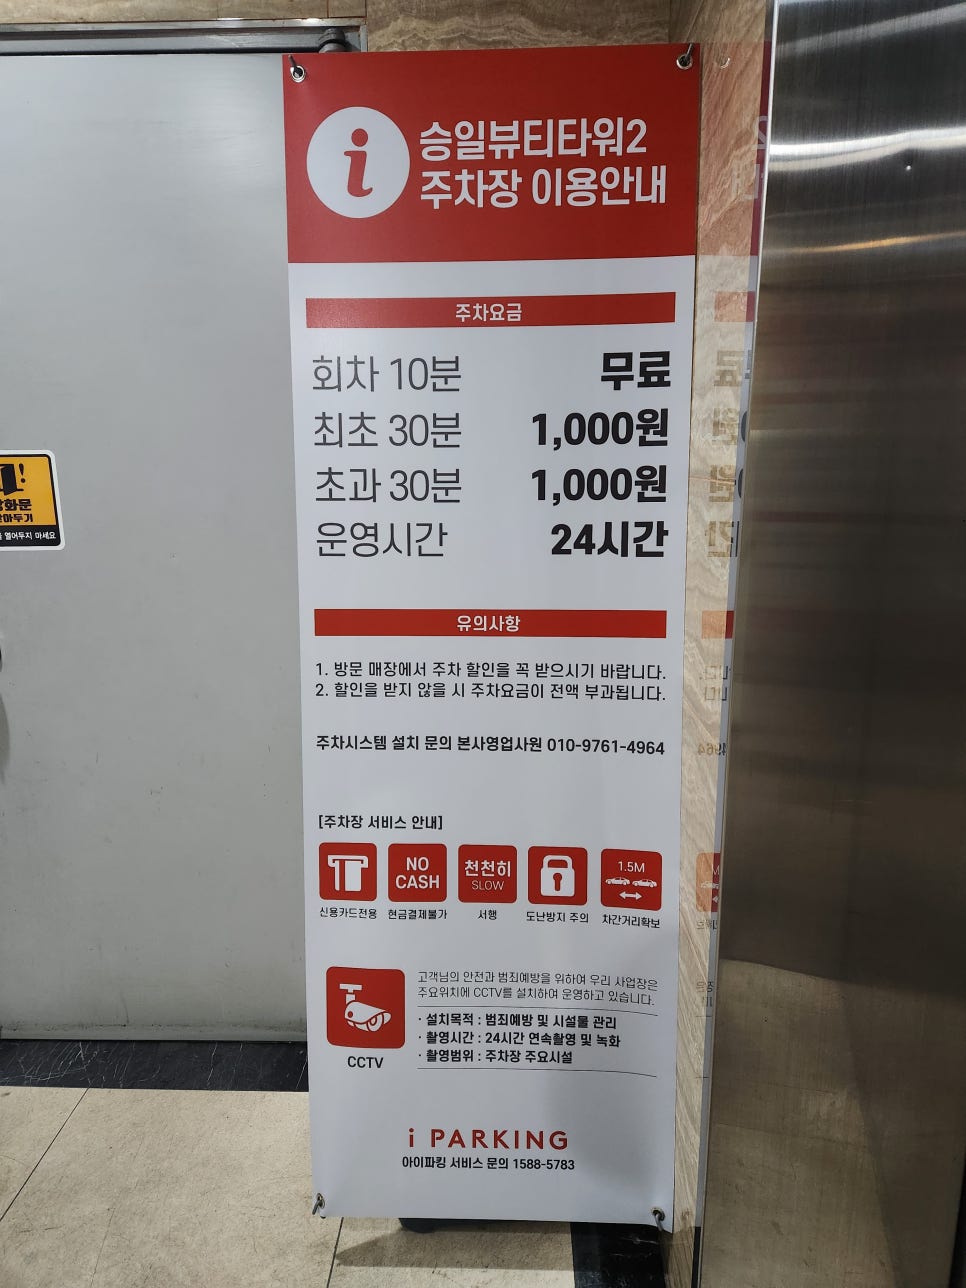 승일뷰티타워2
주차장 이용안내
주차요금
회차 10분 무료
최초 30분 1,000원
초과 30분 1,000원
운영시간 24시간
유의사항
1. 방문 매장에서 주차 할인을 꼭 받으시기 바랍니다.
2. 할인을 받지 않을 시 주차요금이 전액 부과됩니다.
주차시스템 설치 문의 본사영업사원 010-9761-4964
[주차장 서비스 안내]
NO
CASH
천천히
SLOW
1.5M
신용카드전용 현금결제불가 서행 도난방지 주의 차간거리확보
고객님의 안전과 범죄예방을 위하여 우리 사업장은
주요위치에 CCTV를 설치하여 운영하고 있습니다.
· 설치목적 : 범죄예방 및 시설물 관리
· 촬영시간 : 24시간 연속촬영 및 녹화
· 촬영범위 : 주차장 주요시설
CCTV
i PARKING
아이파킹 서비스 문의 1588-5783
열어두지 마세요